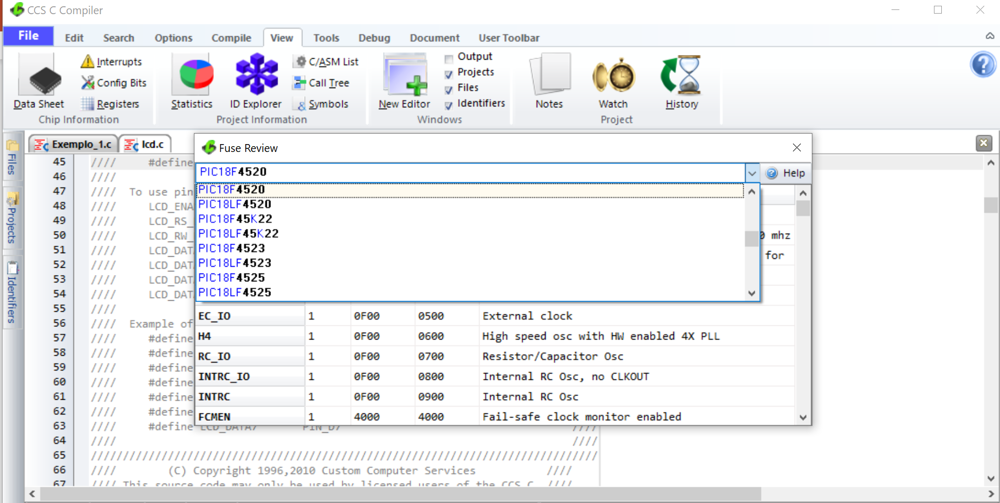 CCS C Compiler
File Edit Search Options Compile View Tools Debug Document User Toolbar
Data Sheet
Interrupts
Config Bits
Registers
Chip Information
Statistics
ID Explorer
C/ASM List
Call Tree
Symbols
Project Information
New Editor
Output
Projects
Files
Identifiers
Windows
Notes
Watch
History
Project
Files
Projects
Identifiers
Exemplo_1.c lcd.c
45 //// #define
46 ////
47 //// To use pin
48 //// LCD_ENA
49 //// LCD_RS_
50 //// LCD_RW_
51 //// LCD_DAT
52 //// LCD_DAT
53 //// LCD_DAT
54 //// LCD_DAT
55 ////
56 //// Example of
57 //// #define
58 //// #define
59 //// #define
60 //// #define
61 //// #define
62 //// #define
63 //// #define LCD_DATA7 PIN_D7 ////
64 //// ////
65 ///////////////////////////////////////////////////////////////////////////////
66 //// (C) Copyright 1996,2010 Custom Computer Services ////
67 //// This source code may only be used by licensed users of the CCS C ////
Fuse Review
PIC18F4520
Help
PIC18F4520
PIC18LF4520
PIC18F45K22
PIC18LF45K22
PIC18F4523
PIC18LF4523
PIC18F4525
PIC18LF4525
0 mhz
for
EC_IO 1 0F00 0500 External clock
H4 1 0F00 0600 High speed osc with HW enabled 4X PLL
RC_IO 1 0F00 0700 Resistor/Capacitor Osc
INTRC_IO 1 0F00 0800 Internal RC Osc, no CLKOUT
INTRC 1 0F00 0900 Internal RC Osc
FCMEN 1 4000 4000 Fail-safe clock monitor enabled